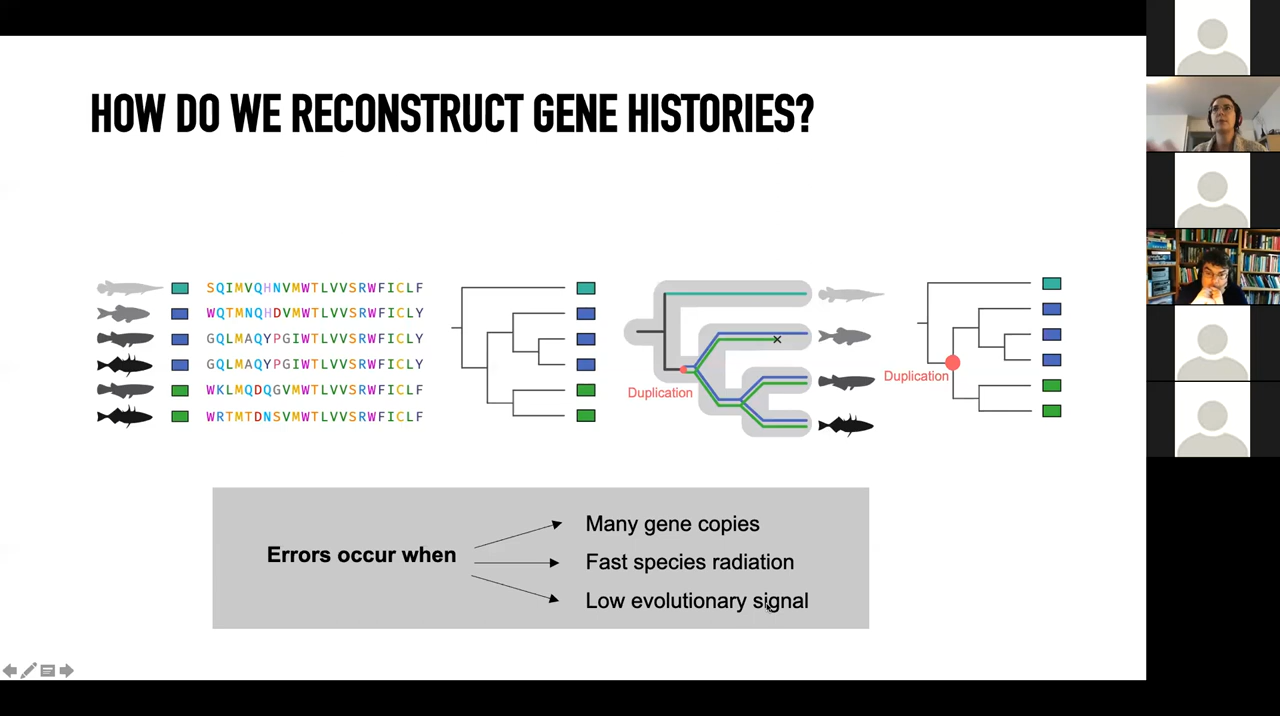 HOW DO WE RECONSTRUCT GENE HISTORIES?
SQIMVQHNVMWTLVVSRWFICLF
WQTMNQHDVMWTLVVSRWFICLY
GQLMAQYPGIWTLVVSRWFICLY
GQLMAQYPGIWTLVVSRWFICLY
WKLMQDQGVMWTLVVSRWFICLF
WRTMTDNSVMWTLVVSRWFICLF
Duplication
Duplication
Errors occur when
Many gene copies
Fast species radiation
Low evolutionary signal